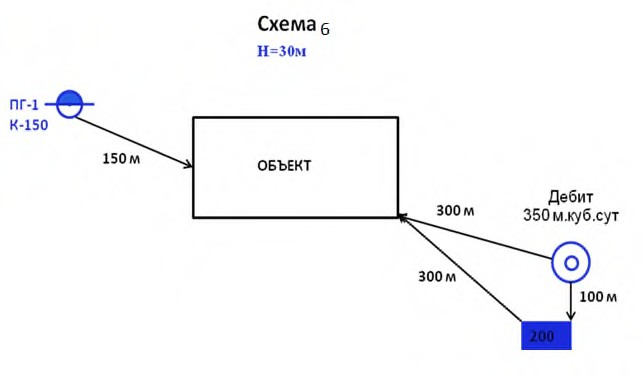 Схема 6
Н=30м
ПГ-1
К-150
150 м
ОБЪЕКТ
Дебит
350 м.куб.сут
300 м
300 м
100 м
200